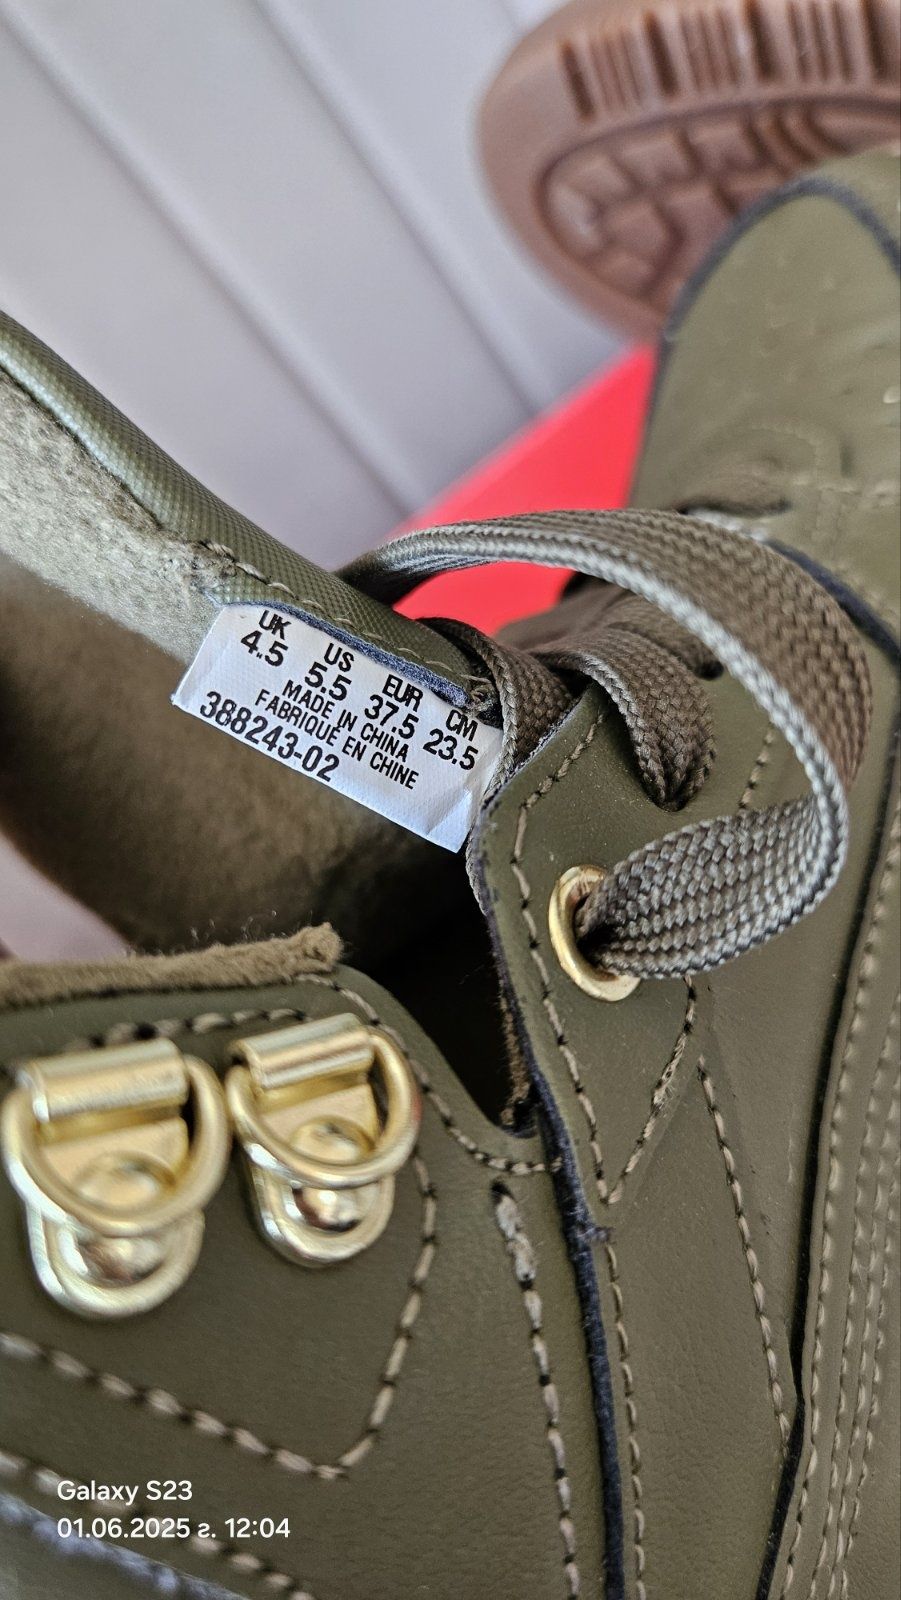 UK US EUR CM
4.5 5.5 37.5 23.5
MADE IN CHINA
FABRIQUÉ EN CHINE
388243-02
Galaxy S23
01.06.2025 г. 12:04